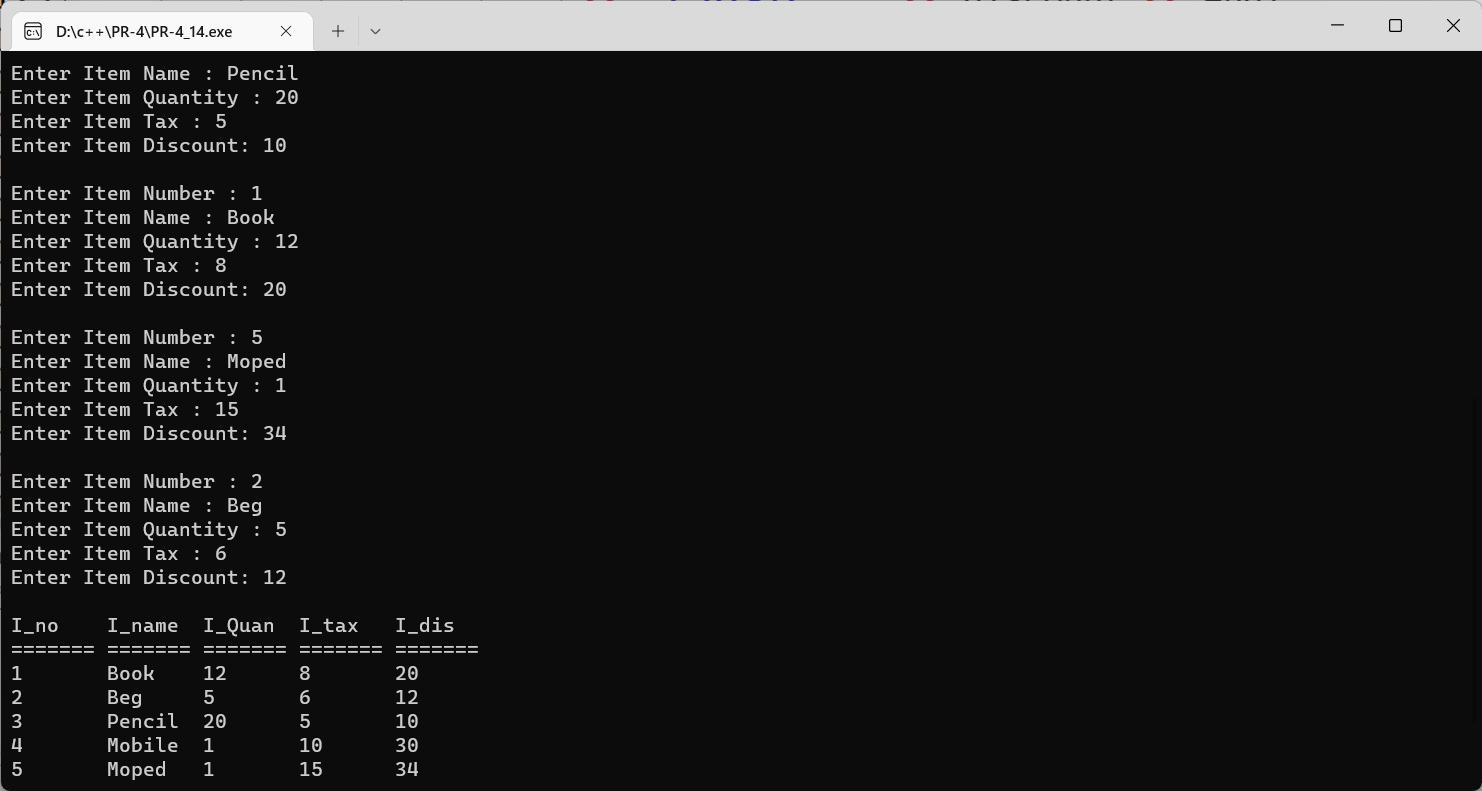 D:\c++\PR-4\PR-4_14.exe
Enter Item Name : Pencil
Enter Item Quantity : 20
Enter Item Tax : 5
Enter Item Discount: 10
Enter Item Number : 1
Enter Item Name : Book
Enter Item Quantity : 12
Enter Item Tax : 8
Enter Item Discount: 20
Enter Item Number : 5
Enter Item Name : Moped
Enter Item Quantity : 1
Enter Item Tax : 15
Enter Item Discount: 34
Enter Item Number : 2
Enter Item Name : Beg
Enter Item Quantity : 5
Enter Item Tax : 6
Enter Item Discount: 12
I_no    I_name  I_Quan  I_tax   I_dis
======= ======= ======= ======= =======
1       Book    12      8       20
2       Beg     5       6       12
3       Pencil  20      5       10
4       Mobile  1       10      30
5       Moped   1       15      34